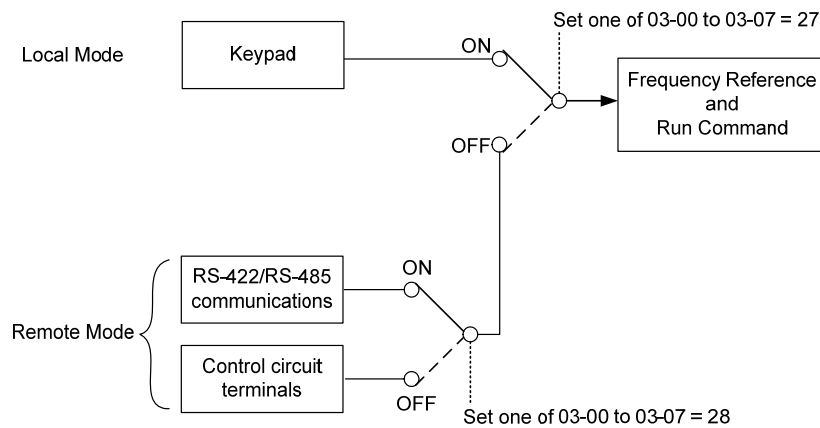 Set one of 03-00 to 03-07 = 27
Local Mode
Keypad
ON
Frequency Reference
and
Run Command
OFF
RS-422/RS-485
communications
ON
Remote Mode
Control circuit
terminals
OFF
Set one of 03-00 to 03-07 = 28